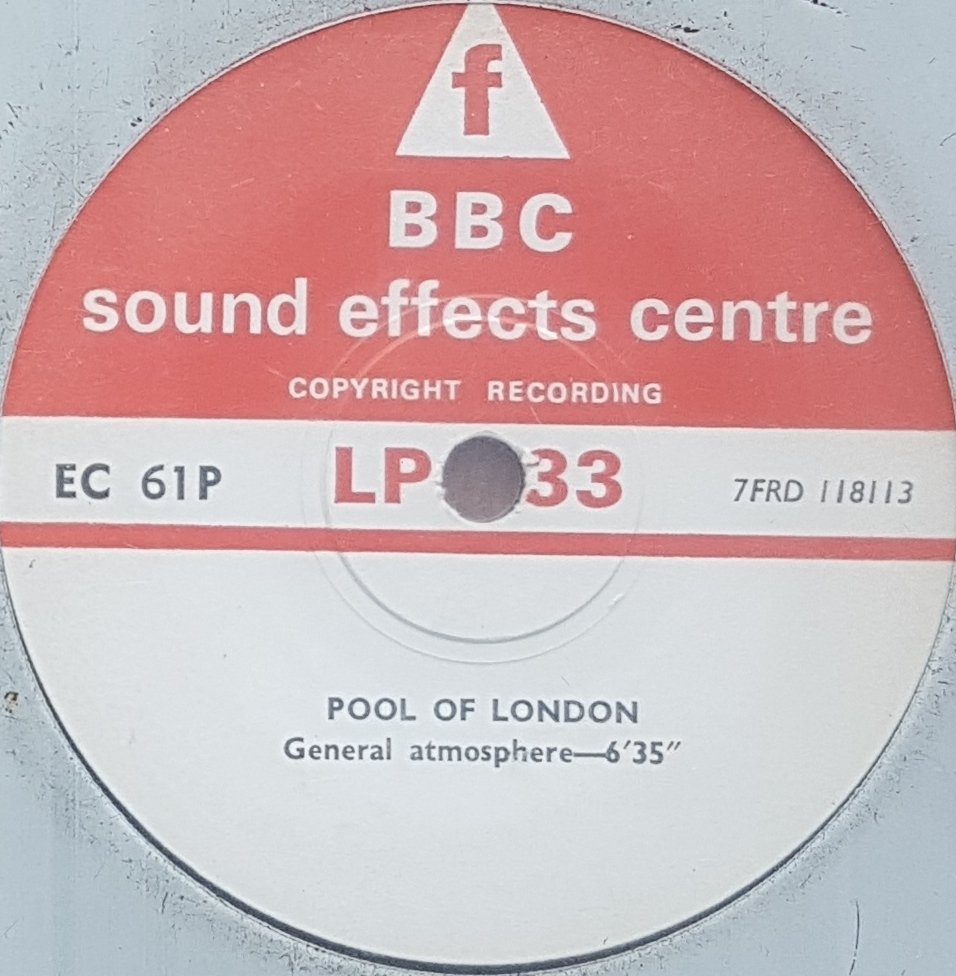 f
BBC
sound effects centre
COPYRIGHT RECORDING
EC 61P LP 33 7FRD 118113
POOL OF LONDON
General atmosphere—6′35″